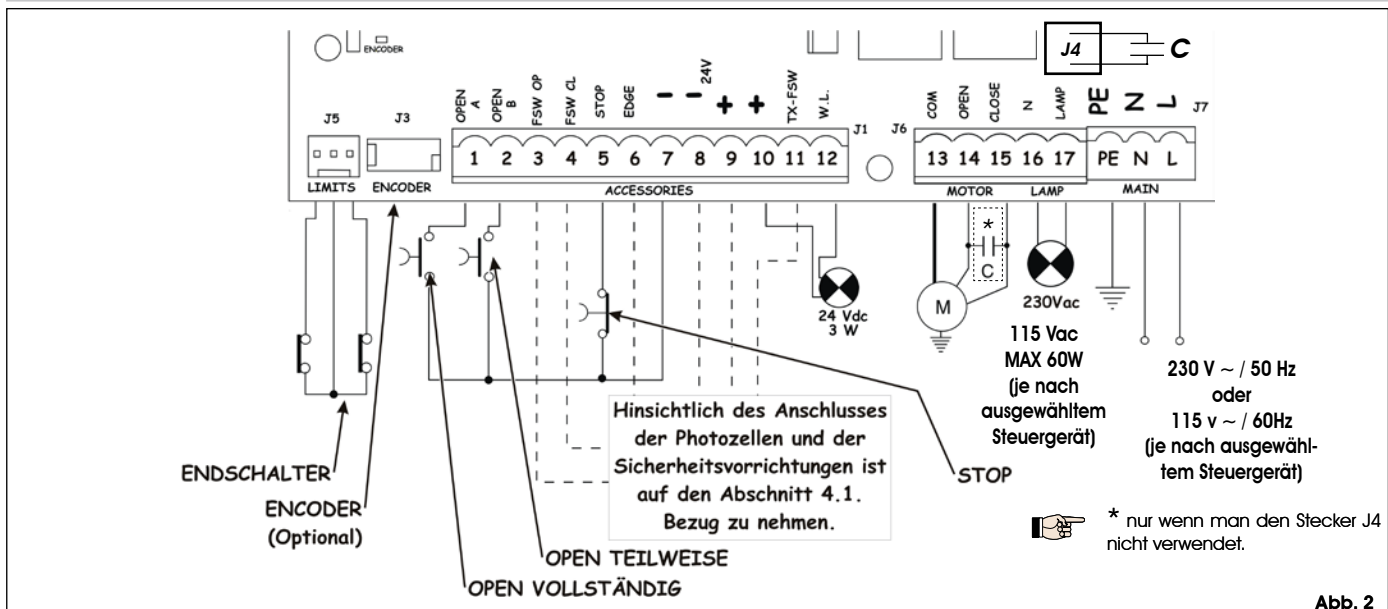 ENCODER
J4
C
OPEN A
OPEN B
FSW OP
FSW CL
STOP
EDGE
– – 24V
+ +
TX-FSW
W.L.
COM
OPEN
CLOSE
N
LAMP
PE
N
L
J7
J5
J3
J1
J6
1 2 3 4 5 6 7 8 9 10 11 12
13 14 15 16 17
PE N L
LIMITS
ENCODER
ACCESSORIES
MOTOR
LAMP
MAIN
*
C
M
24 Vdc
3 W
230Vac
115 Vac
MAX 60W
(je nach
ausgewähltem
Steuergerät)
230 V ~ / 50 Hz
oder
115 v ~ / 60Hz
(je nach ausgewähl-
tem Steuergerät)
Hinsichtlich des Anschlusses
der Photozellen und der
Sicherheitsvorrichtungen ist
auf den Abschnitt 4.1.
Bezug zu nehmen.
ENDSCHALTER
ENCODER
(Optional)
STOP
OPEN TEILWEISE
OPEN VOLLSTÄNDIG
* nur wenn man den Stecker J4
nicht verwendet.
Abb. 2